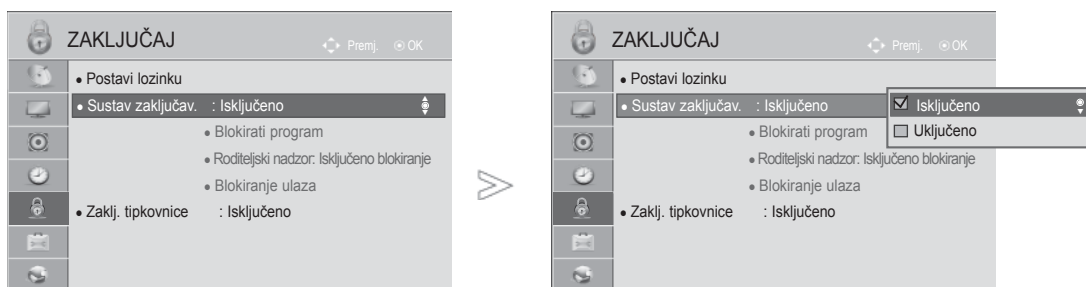 ZAKLJUČAJ
Premj. OK
• Postavi lozinku
• Sustav zaključav. : Isključeno
• Blokirati program
• Roditeljski nadzor: Isključeno blokiranje
• Blokiranje ulaza
• Zaklj. tipkovnice : Isključeno
ZAKLJUČAJ
Premj. OK
• Postavi lozinku
• Sustav zaključav. : Isključeno
Isključeno
Uključeno
• Blokirati program
• Roditeljski nadzor: Isključeno blokiranje
• Blokiranje ulaza
• Zaklj. tipkovnice : Isključeno